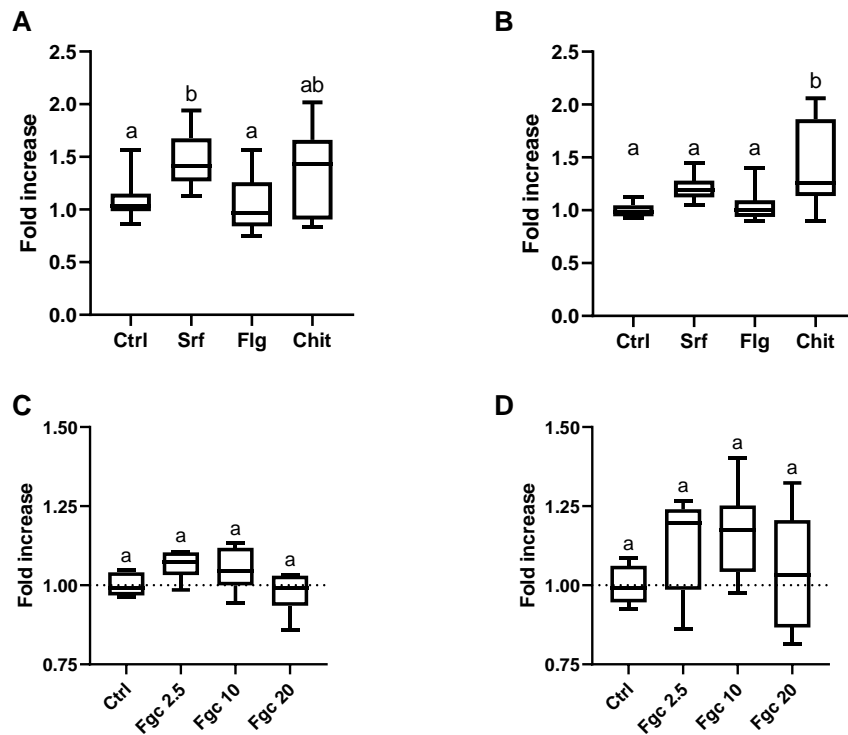 A
Fold increase
2.5
2.0
1.5
1.0
0.5
0.0
a
b
a
ab
Ctrl
Srf
Flg
Chit
B
Fold increase
2.5
2.0
1.5
1.0
0.5
0.0
a
a
a
b
Ctrl
Srf
Flg
Chit
C
Fold increase
1.50
1.25
1.00
0.75
a
a
a
a
Ctrl
Fgc 2.5
Fgc 10
Fgc 20
D
Fold increase
1.50
1.25
1.00
0.75
a
a
a
a
Ctrl
Fgc 2.5
Fgc 10
Fgc 20